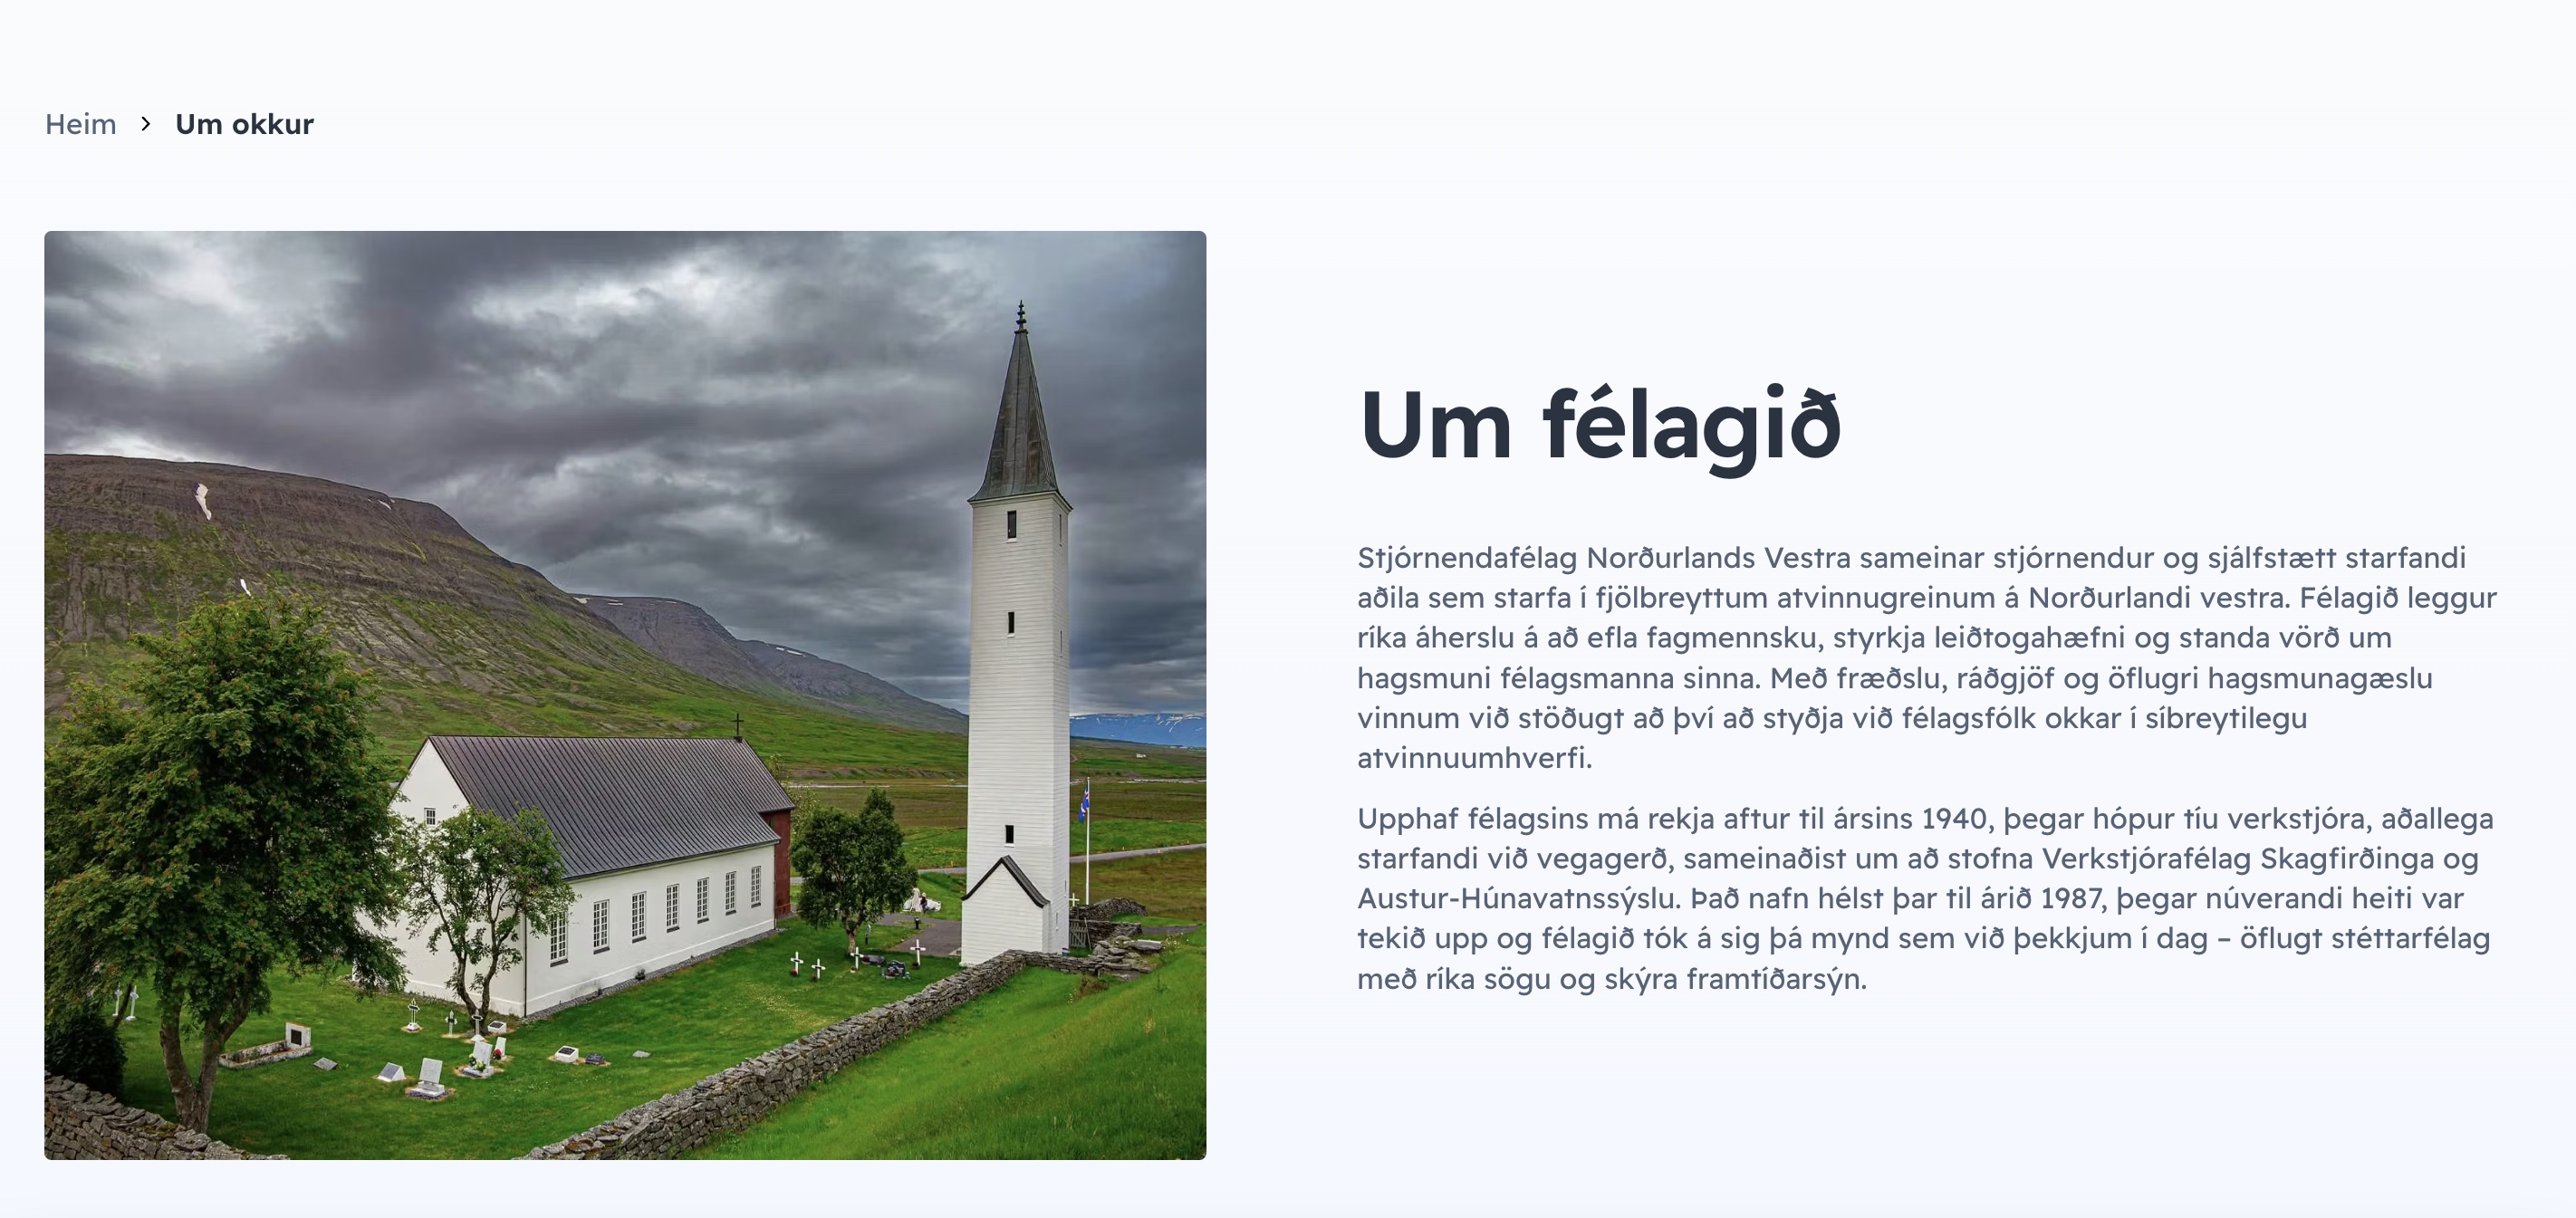 Heim > Um okkur
Um félagið
Stjórnendafélag Norðurlands Vestra sameinar stjórnendur og sjálfstætt starfandi
aðila sem starfa í fjölbreyttum atvinnugreinum á Norðurlandi vestra. Félagið leggur
ríka áherslu á að efla fagmennsku, styrkja leiðtogahæfni og standa vörð um
hagsmuni félagsmanna sinna. Með fræðslu, ráðgjöf og öflugri hagsmunagæslu
vinnum við stöðugt að því að styðja við félagsfólk okkar í síbreytilegu
atvinnuumhverfi.
Upphaf félagsins má rekja aftur til ársins 1940, þegar hópur tíu verkstjóra, aðallega
starfandi við vegagerð, sameinaðist um að stofna Verkstjórafélag Skagfirðinga og
Austur-Húnavatnssýslu. Það nafn hélst þar til árið 1987, þegar núverandi heiti var
tekið upp og félagið tók á sig þá mynd sem við þekkjum í dag – öflugt stéttarfélag
með ríka sögu og skýra framtíðarsýn.